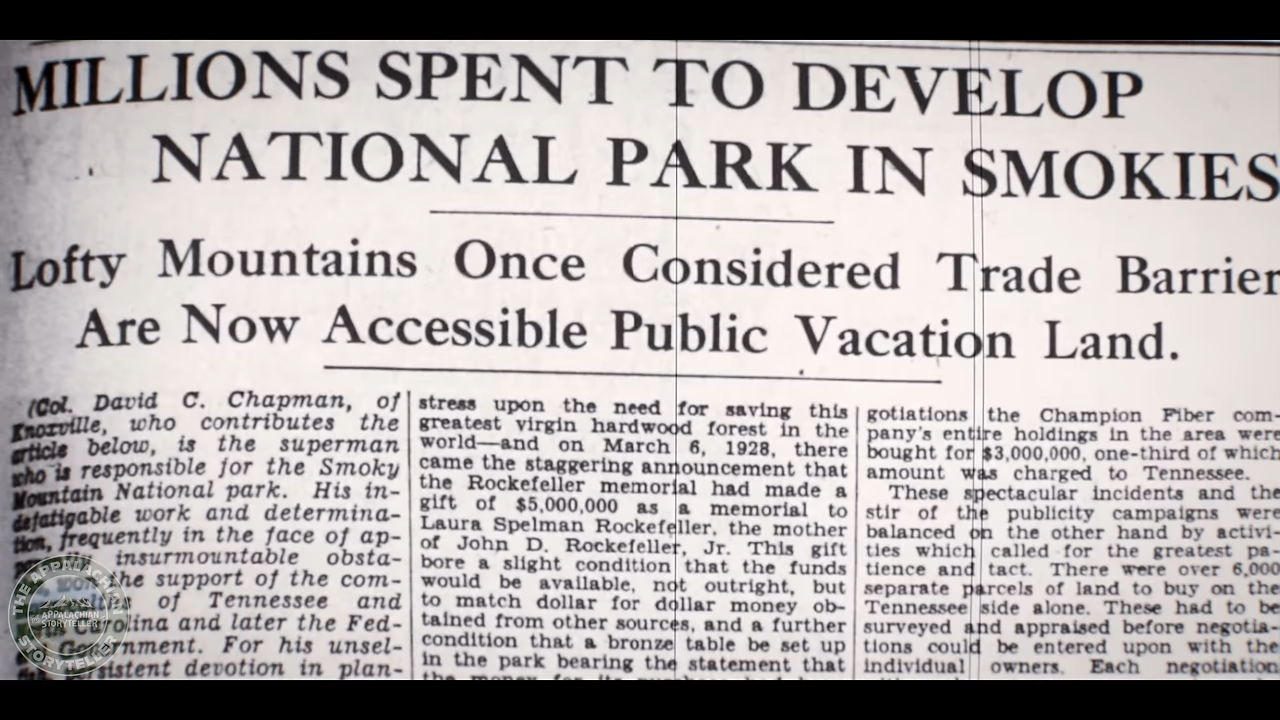 MILLIONS SPENT TO DEVELOP
NATIONAL PARK IN SMOKIES
Lofty Mountains Once Considered Trade Barrier
Are Now Accessible Public Vacation Land.
(Col. David C. Chapman, of
Knoxville, who contributes the
article below, is the superman
who is responsible for the Smoky
Mountain National park. His in-
defatigable work and determina-
tion, frequently in the face of ap-
insurmountable obsta-
the support of the com-
of Tennessee and
lina and later the Fed-
nment. For his unsel-
sistent devotion in plan-
stress upon the need for saving this
greatest virgin hardwood forest in the
world—and on March 6, 1928, there
came the staggering announcement that
the Rockefeller memorial had made a
gift of $5,000,000 as a memorial to
Laura Spelman Rockefeller, the mother
of John D. Rockefeller, Jr. This gift
bore a slight condition that the funds
would be available, not outright, but
to match dollar for dollar money ob-
tained from other sources, and a further
condition that a bronze table be set up
in the park bearing the statement that
gotiations the Champion Fiber com-
pany's entire holdings in the area were
bought for $3,000,000, one-third of which
amount was charged to Tennessee.
These spectacular incidents and the
stir of the publicity campaigns were
balanced on the other hand by activi-
ties which called for the greatest pa-
tience and tact. There were over 6,000
separate parcels of land to buy on the
Tennessee side alone. These had to be
surveyed and appraised before negotia-
tions could be entered upon with the
individual owners. Each negotiation
THE APPALACHIAN
STORYTELLER
APPALACHIAN
STORYTELLER